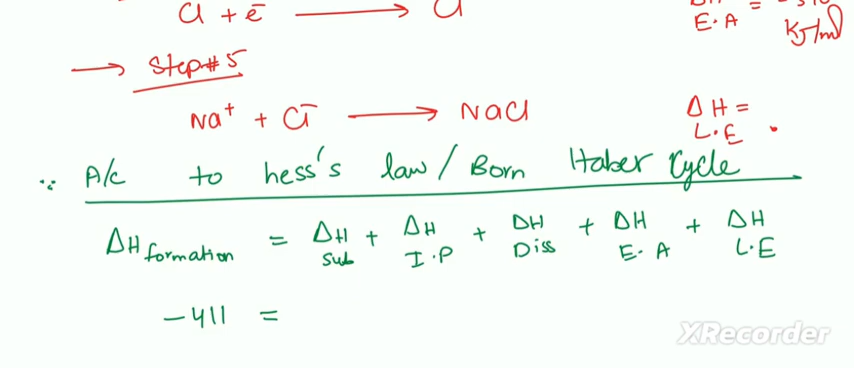 Cl + e⁻ ⟶ Cl
E.A
KJ/mol
⟶ Step#5
Na⁺ + Cl⁻ ⟶ NaCl ΔH = L.E
∵ A/c to hess's law / Born Haber Cycle
ΔH formation = ΔH Sub + ΔH I.P + ΔH Diss + ΔH E.A + ΔH L.E
-411 =
XRecorder